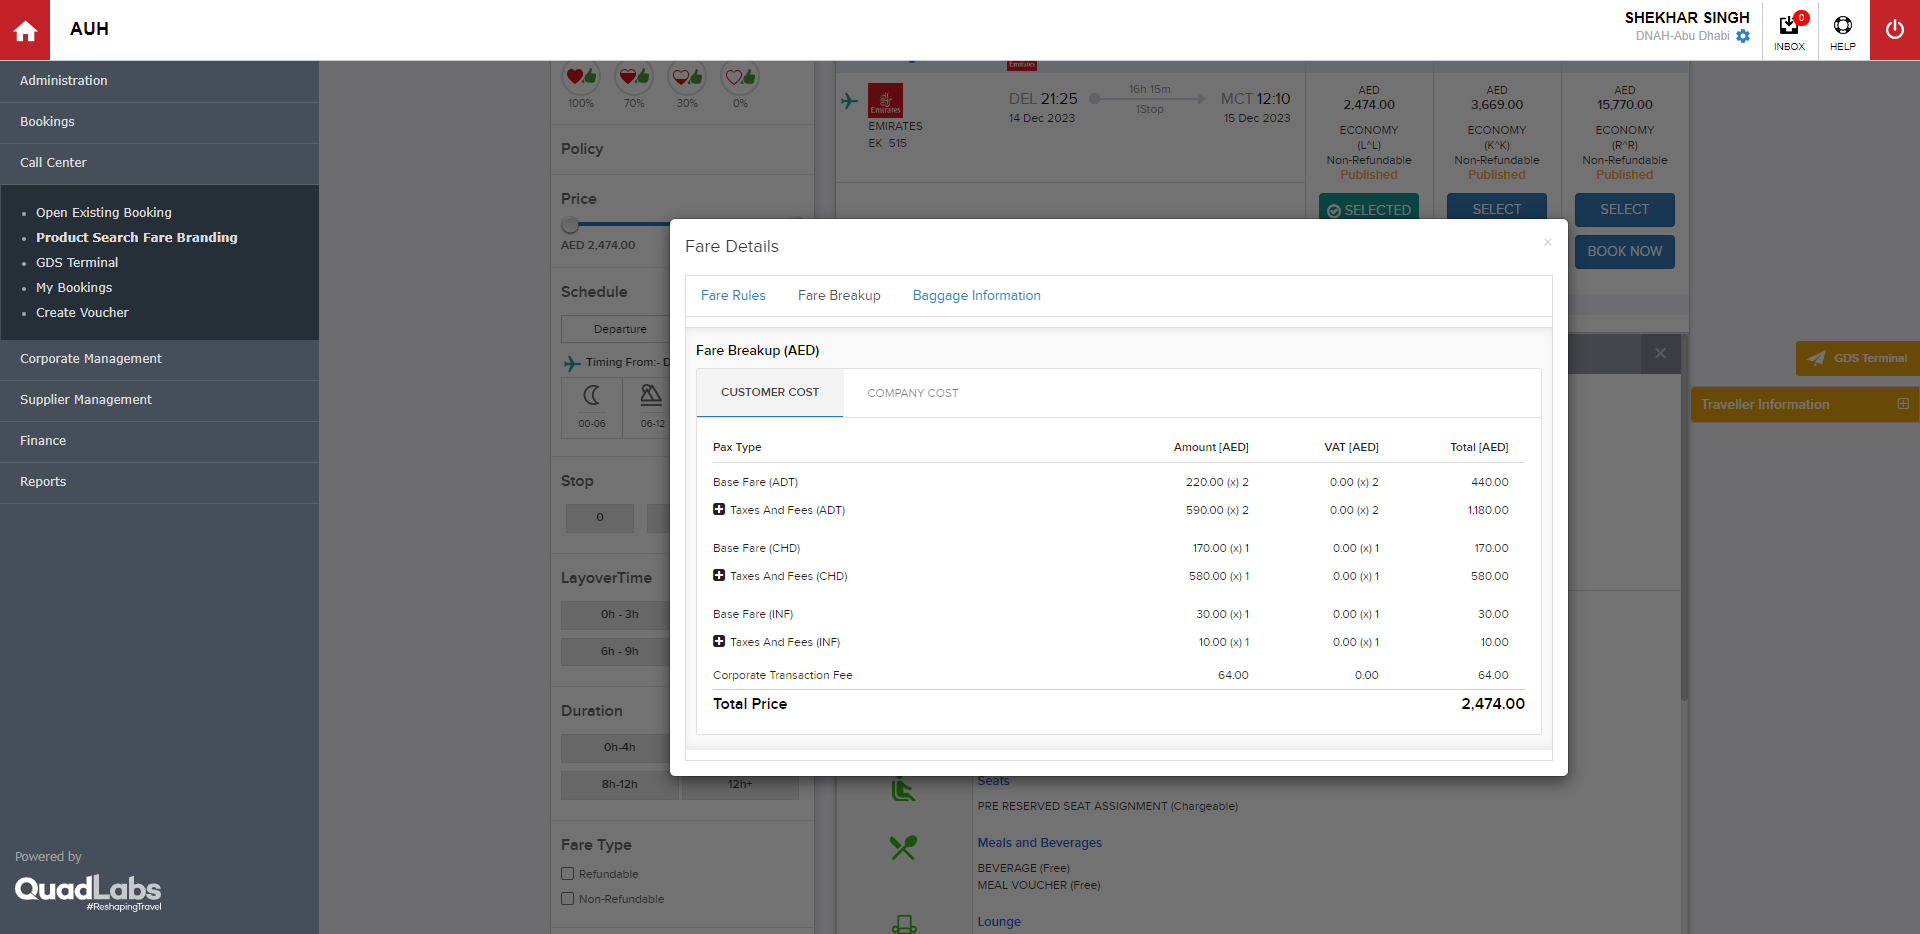 AUH
SHEKHAR SINGH
DNAH-Abu Dhabi
0
INBOX
HELP
Administration
Bookings
Call Center
Open Existing Booking
Product Search Fare Branding
GDS Terminal
My Bookings
Create Voucher
Corporate Management
Supplier Management
Finance
Reports
Powered by
QuadLabs
#ReshapingTravel
100%
70%
30%
0%
Policy
Price
AED 2,474.00
Schedule
Departure
Timing From:- D
00-06
06-12
Stop
0
LayoverTime
0h - 3h
6h - 9h
Duration
0h-4h
8h-12h
12h+
Fare Type
Refundable
Non-Refundable
Emirates
EMIRATES
EK 515
DEL 21:25
14 Dec 2023
16h 15m
1Stop
MCT 12:10
15 Dec 2023
AED
2,474.00
ECONOMY
(L^L)
Non-Refundable
Published
SELECTED
AED
3,669.00
ECONOMY
(K^K)
Non-Refundable
Published
SELECT
AED
15,770.00
ECONOMY
(R^R)
Non-Refundable
Published
SELECT
BOOK NOW
Fare Details
Fare Rules
Fare Breakup
Baggage Information
Fare Breakup (AED)
CUSTOMER COST
COMPANY COST
Pax Type Amount [AED] VAT [AED] Total [AED]
Base Fare (ADT) 220.00 (x) 2 0.00 (x) 2 440.00
Taxes And Fees (ADT) 590.00 (x) 2 0.00 (x) 2 1,180.00
Base Fare (CHD) 170.00 (x) 1 0.00 (x) 1 170.00
Taxes And Fees (CHD) 580.00 (x) 1 0.00 (x) 1 580.00
Base Fare (INF) 30.00 (x) 1 0.00 (x) 1 30.00
Taxes And Fees (INF) 10.00 (x) 1 0.00 (x) 1 10.00
Corporate Transaction Fee 64.00 0.00 64.00
Total Price 2,474.00
Seats
PRE RESERVED SEAT ASSIGNMENT (Chargeable)
Meals and Beverages
BEVERAGE (Free)
MEAL VOUCHER (Free)
Lounge
GDS Terminal
Traveller Information